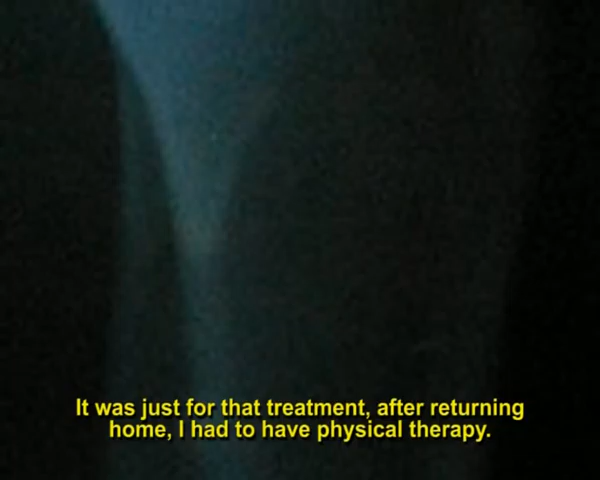 It was just for that treatment, after returning
home, I had to have physical therapy.